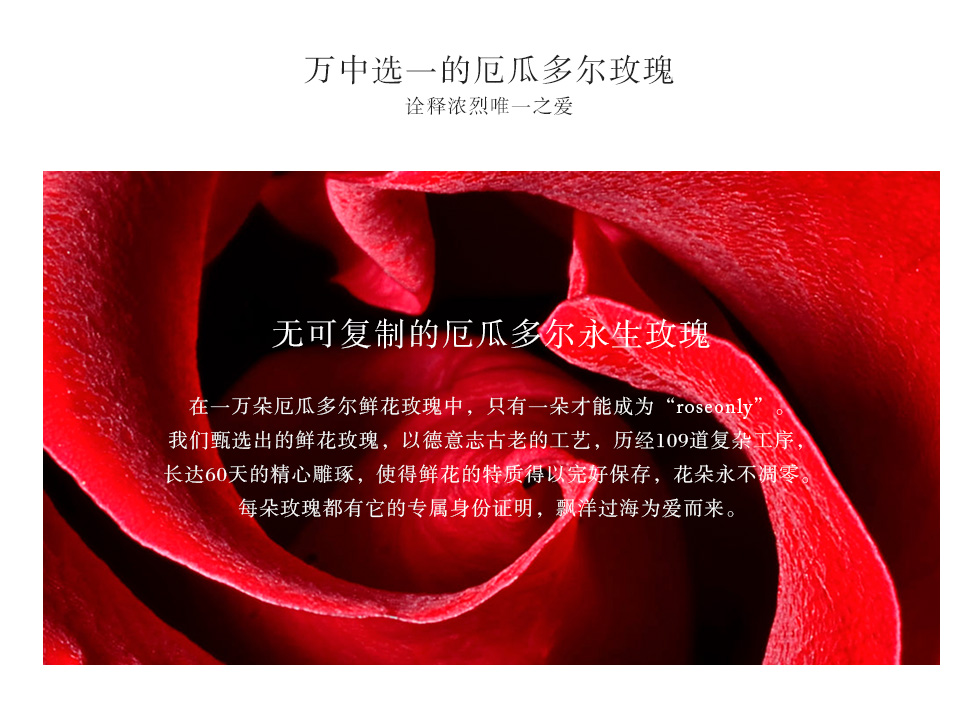 万中选一的厄瓜多尔玫瑰
诠释浓烈唯一之爱
无可复制的厄瓜多尔永生玫瑰
在一万朵厄瓜多尔鲜花玫瑰中，只有一朵才能成为“roseonly”。
我们甄选出的鲜花玫瑰，以德意志古老的工艺，历经109道复杂工序，
长达60天的精心雕琢，使得鲜花的特质得以完好保存，花朵永不凋零。
每朵玫瑰都有它的专属身份证明，飘洋过海为爱而来。